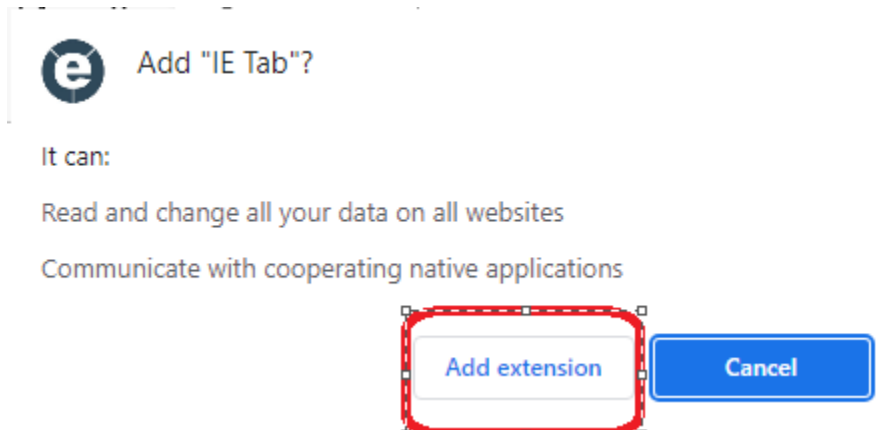 Add "IE Tab"?
It can:
Read and change all your data on all websites
Communicate with cooperating native applications
Add extension Cancel